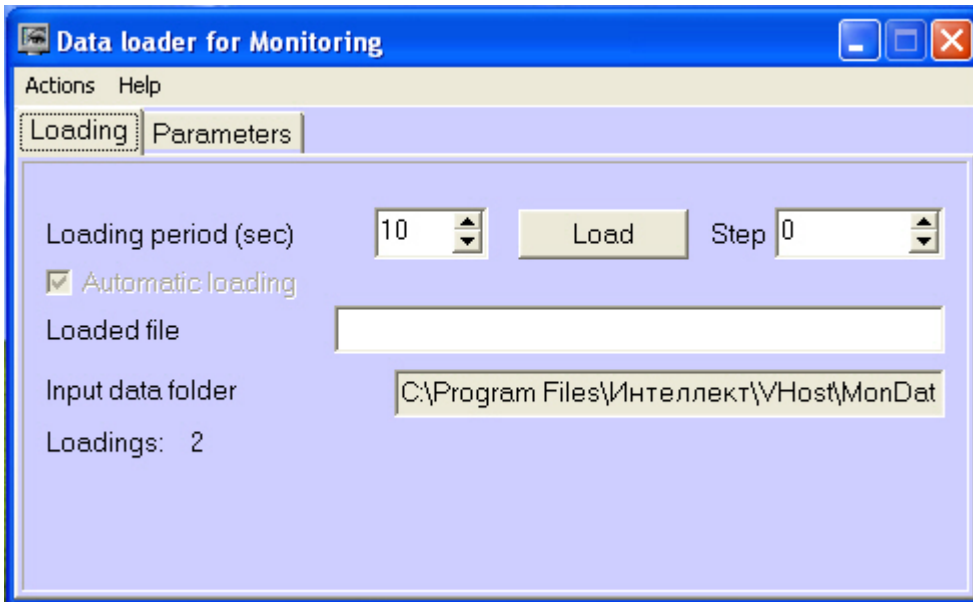 Data loader for Monitoring
Actions Help
Loading Parameters
Loading period (sec) 10 Load Step 0
Automatic loading
Loaded file
Input data folder C:\Program Files\Интеллект\VHost\MonDat
Loadings: 2